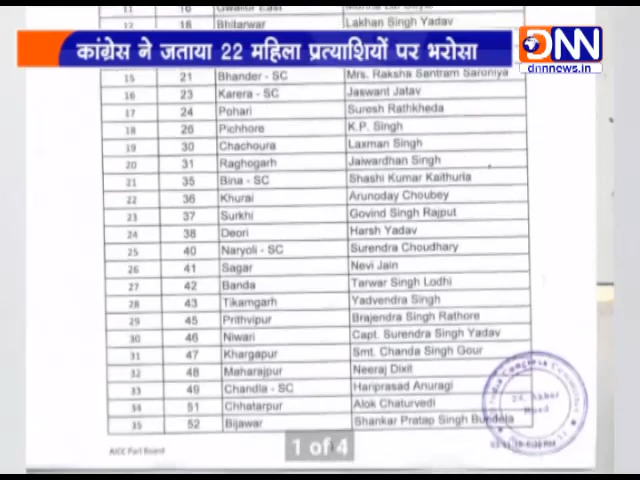 11 16 Gwalior East
12 18 Bhitarwar Lakhan Singh Yadav
कांग्रेस ने जताया 22 महिला प्रत्याशियों पर भरोसा
DNN
dnnnews.in
15 21 Bhander - SC Mrs. Raksha Santram Saroniya
16 23 Karera - SC Jaswant Jatav
17 24 Pohari Suresh Rathkheda
18 26 Pichhore K.P. Singh
19 30 Chachoura Laxman Singh
20 31 Raghogarh Jaiwardhan Singh
21 35 Bina - SC Shashi Kumar Kaithuria
22 36 Khurai Arunoday Choubey
23 37 Surkhi Govind Singh Rajput
24 38 Deori Harsh Yadav
25 40 Naryoli - SC Surendra Choudhary
26 41 Sagar Nevi Jain
27 42 Banda Tarwar Singh Lodhi
28 43 Tikamgarh Yadvendra Singh
29 45 Prithvipur Brajendra Singh Rathore
30 46 Niwari Capt. Surendra Singh Yadav
31 47 Khargapur Smt. Chanda Singh Gour
32 48 Maharajpur Neeraj Dixit
33 49 Chandla - SC Hariprasad Anuragi
34 51 Chhatarpur Alok Chaturvedi
35 52 Bijawar Shankar Pratap Singh Bundela
24, Akbar
Road
1 of 4
AICC Part Board